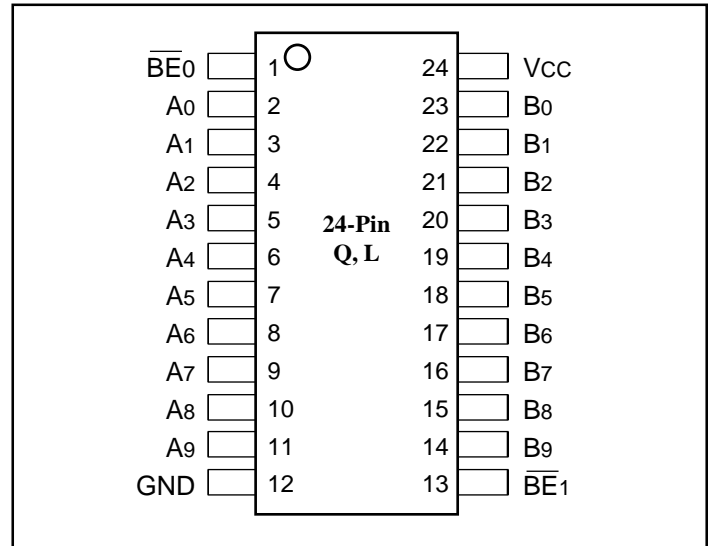 B̅E̅0 1 24 VCC
A0 2 23 B0
A1 3 22 B1
A2 4 21 B2
A3 5 24-Pin 20 B3
A4 6 Q, L 19 B4
A5 7 18 B5
A6 8 17 B6
A7 9 16 B7
A8 10 15 B8
A9 11 14 B9
GND 12 13 B̅E̅1